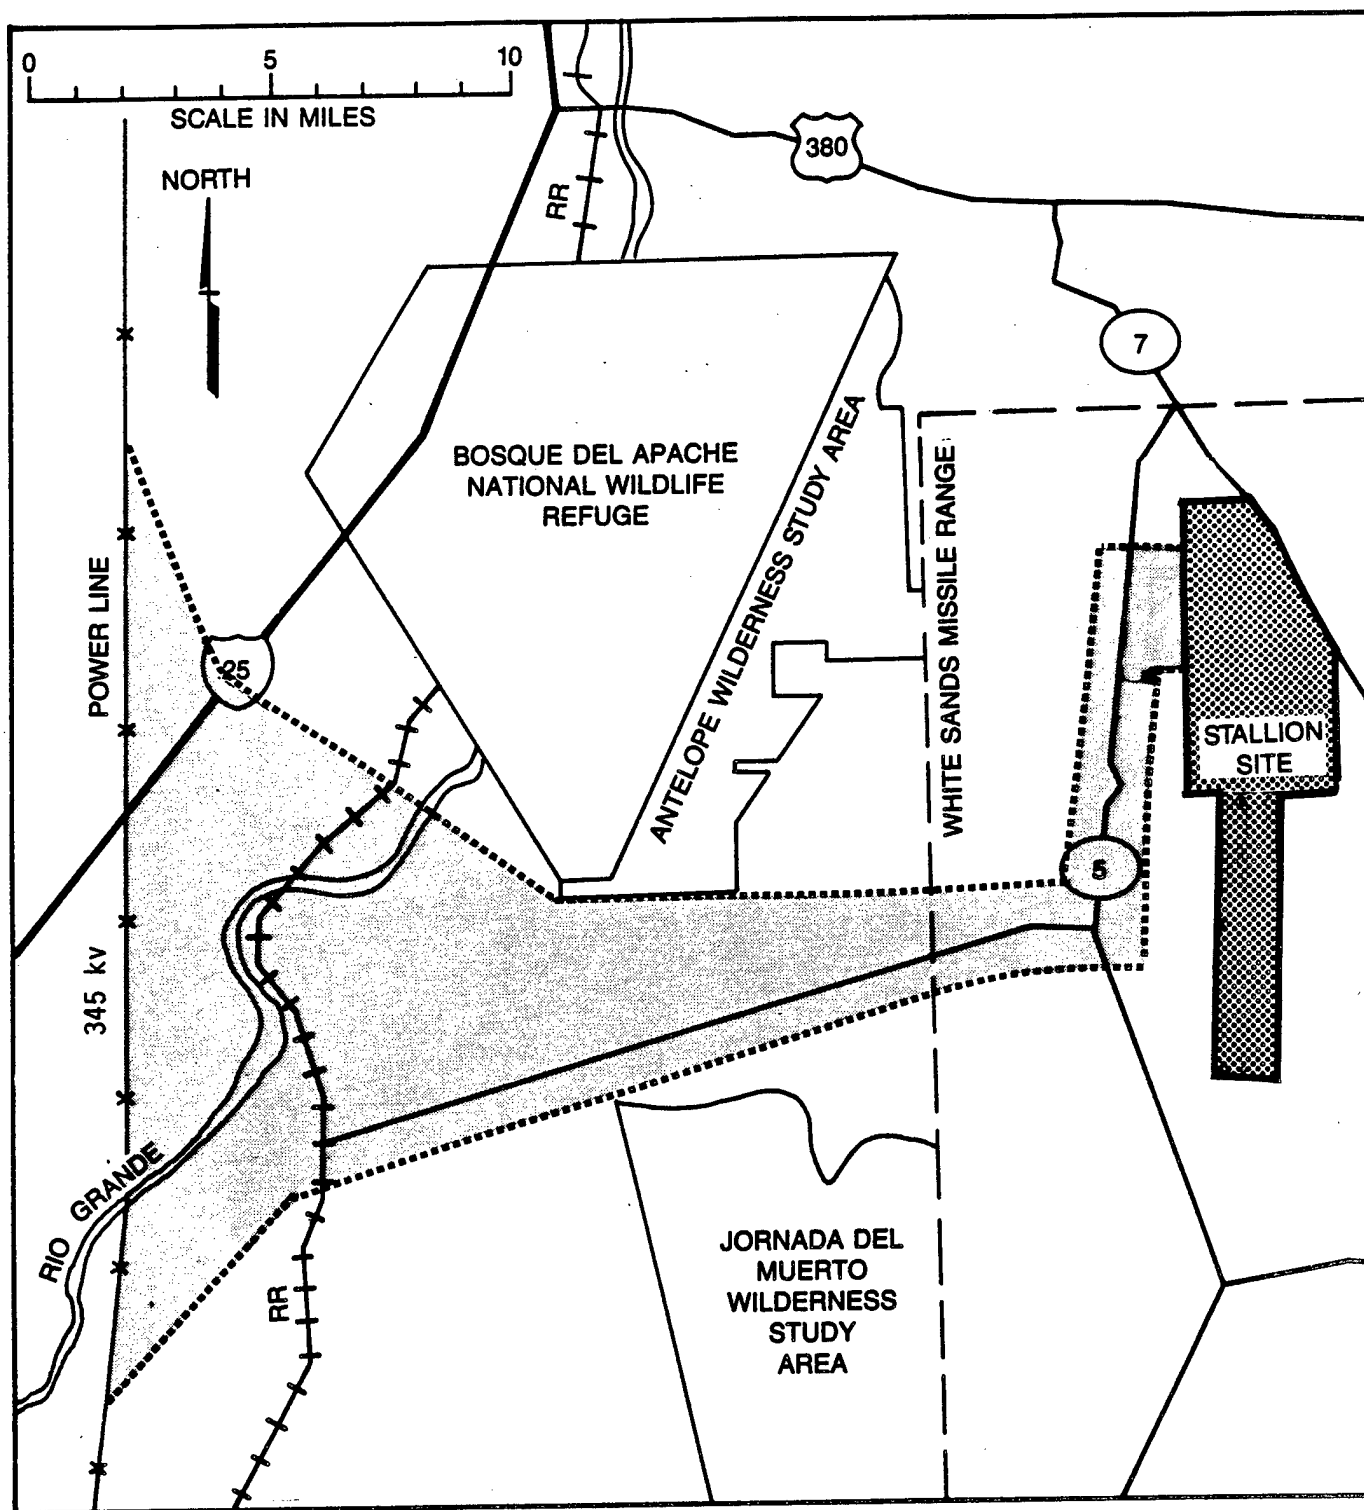 0 5 10
SCALE IN MILES
NORTH
RR
380
7
BOSQUE DEL APACHE
NATIONAL WILDLIFE
REFUGE
ANTELOPE WILDERNESS STUDY AREA
WHITE SANDS MISSILE RANGE
POWER LINE
25
STALLION
SITE
5
345 kv
RIO GRANDE
RR
JORNADA DEL
MUERTO
WILDERNESS
STUDY
AREA